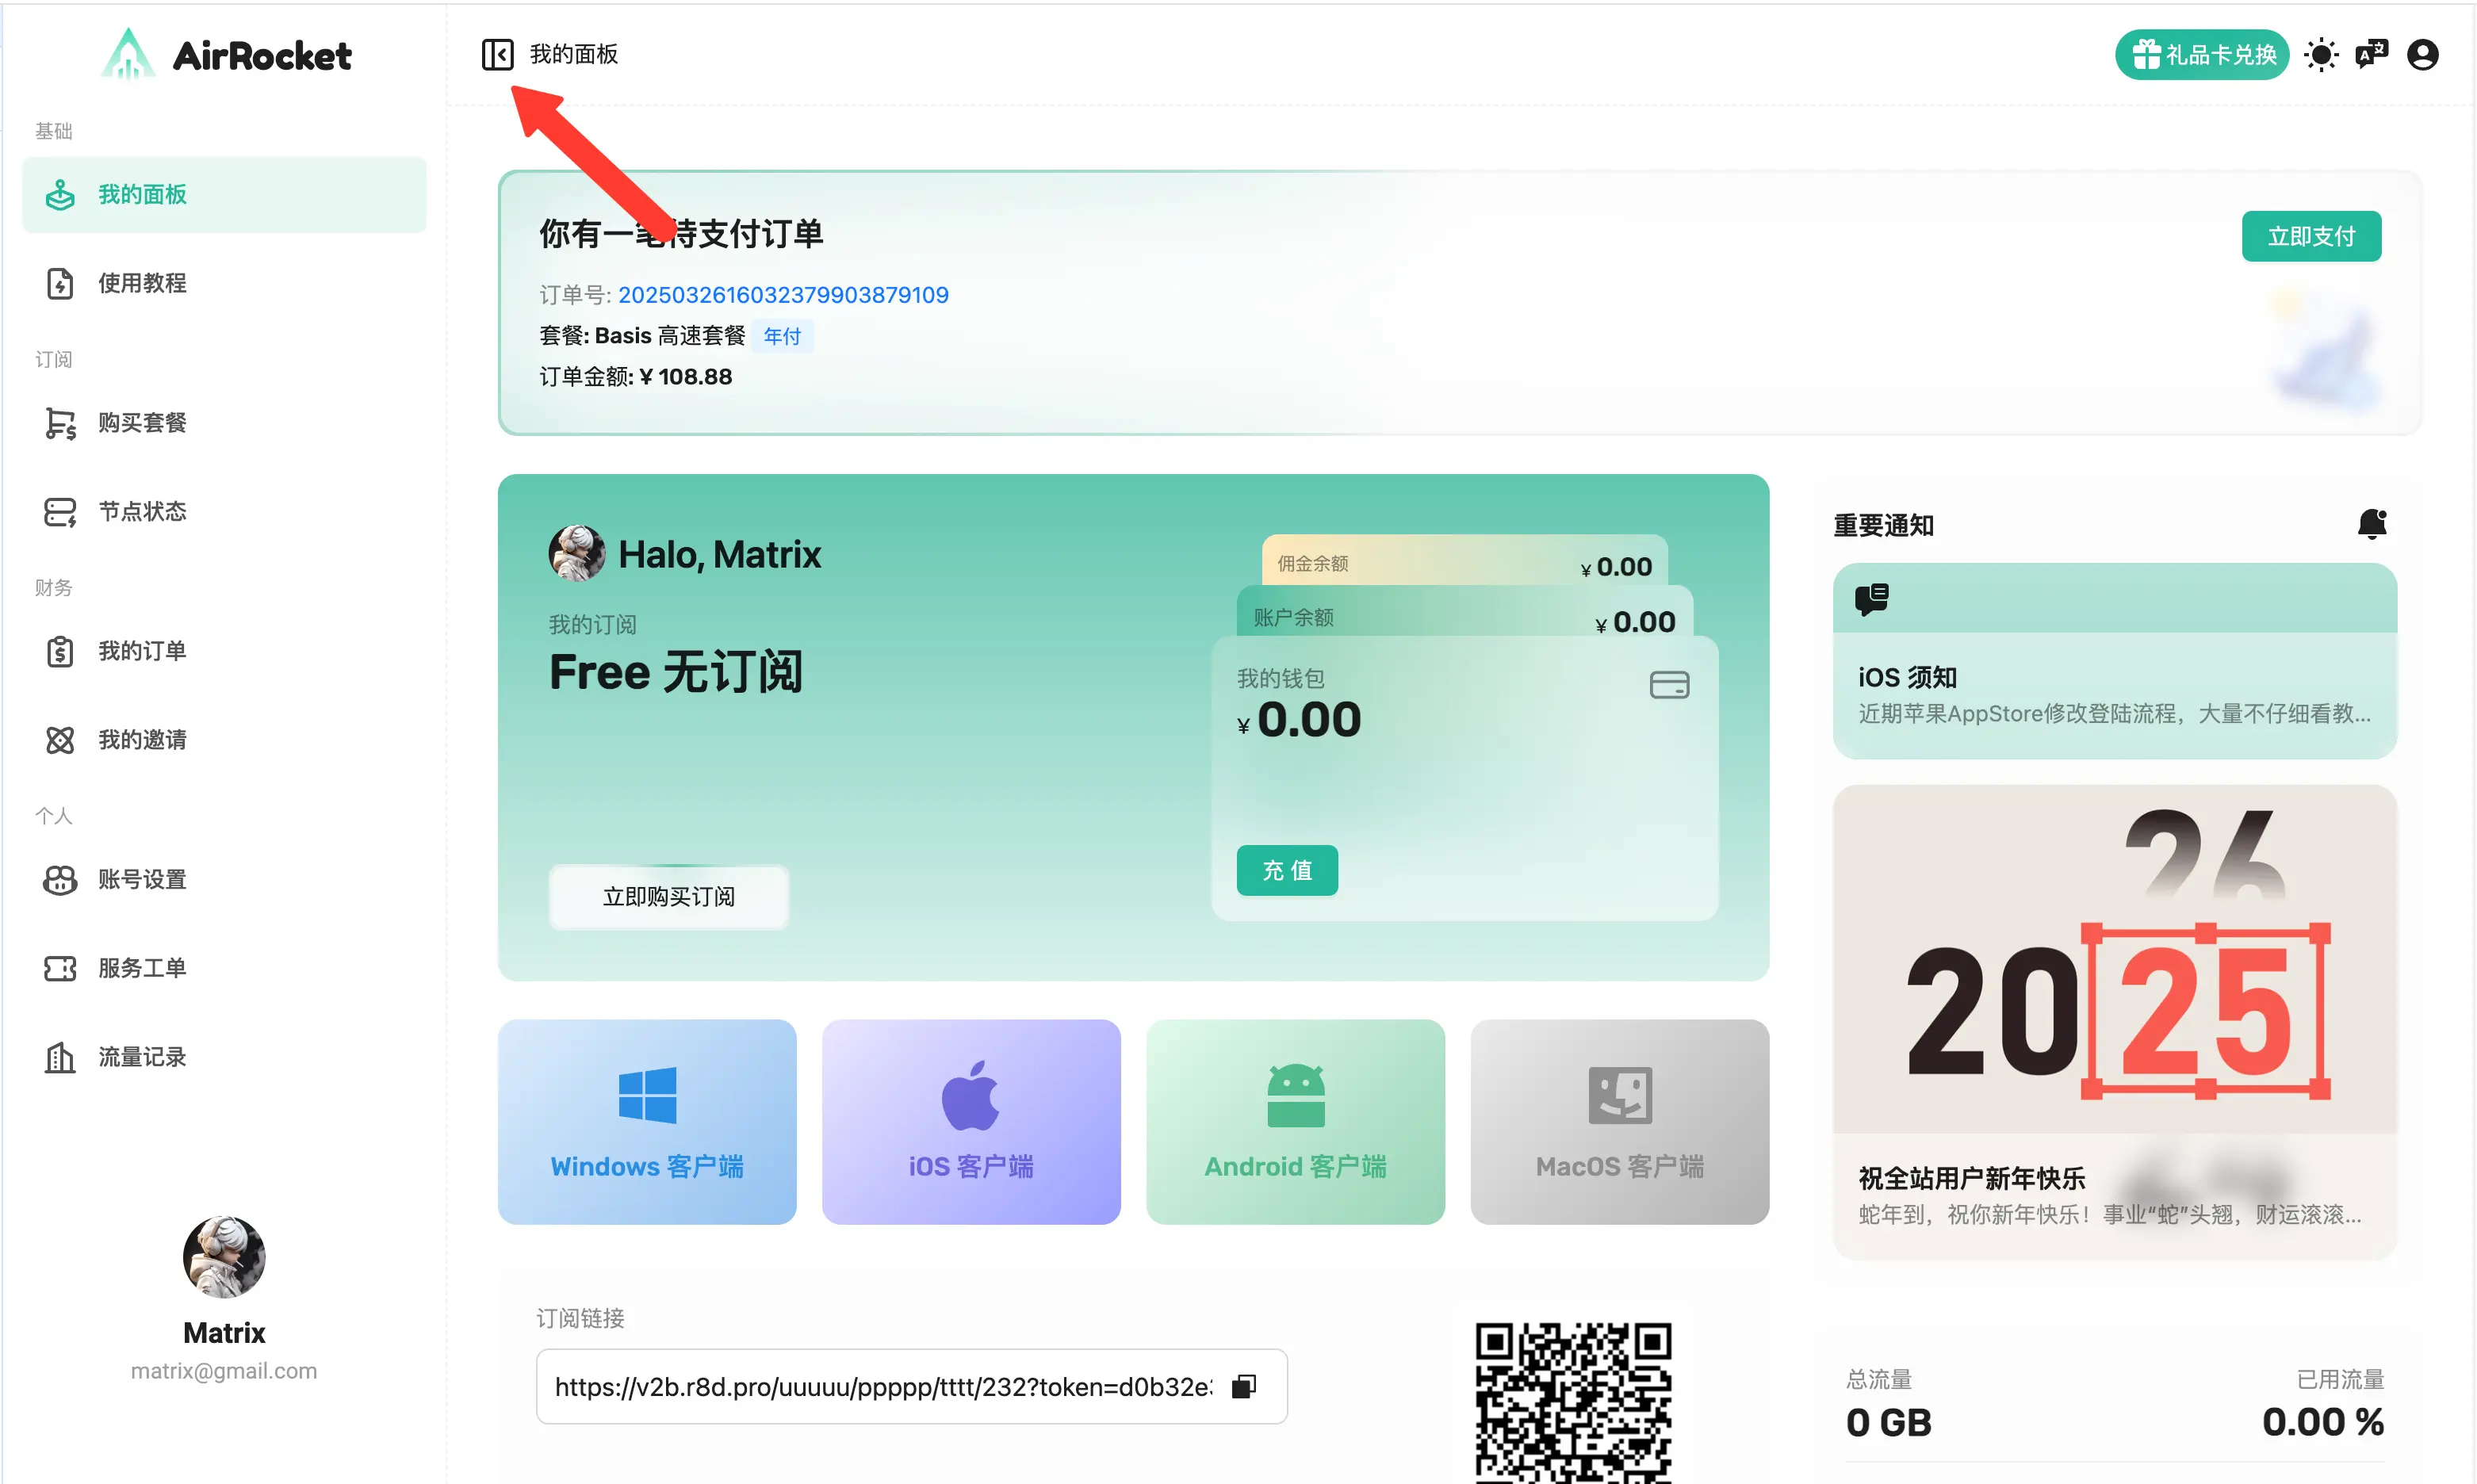 AirRocket
基础
我的面板
使用教程
订阅
购买套餐
节点状态
财务
我的订单
我的邀请
个人
账号设置
服务工单
流量记录
Matrix
matrix@gmail.com
我的面板
礼品卡兑换
你有一笔待支付订单
立即支付
订单号: 2025032616032379903879109
套餐: Basis 高速套餐 年付
订单金额: ¥ 108.88
Halo, Matrix
我的订阅
Free 无订阅
立即购买订阅
佣金余额 ¥ 0.00
账户余额 ¥ 0.00
我的钱包
¥ 0.00
充 值
Windows 客户端
iOS 客户端
Android 客户端
MacOS 客户端
订阅链接
https://v2b.r8d.pro/uuuuu/ppppp/tttt/232?token=d0b32e
重要通知
iOS 须知
近期苹果AppStore修改登陆流程，大量不仔细看教...
26
2025
祝全站用户新年快乐
蛇年到，祝你新年快乐！事业“蛇”头翘，财运滚滚...
总流量 已用流量
0 GB 0.00 %